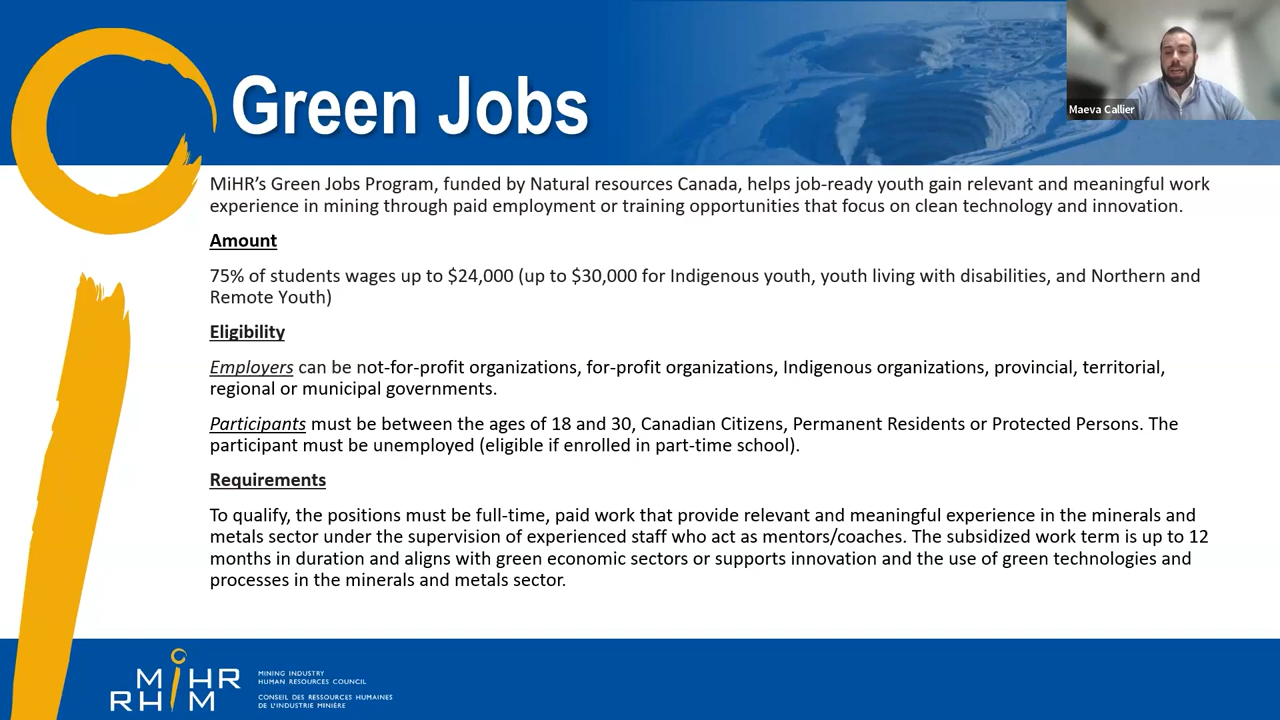 Green Jobs
Maeva Callier
MiHR's Green Jobs Program, funded by Natural resources Canada, helps job-ready youth gain relevant and meaningful work
experience in mining through paid employment or training opportunities that focus on clean technology and innovation.
Amount
75% of students wages up to $24,000 (up to $30,000 for Indigenous youth, youth living with disabilities, and Northern and
Remote Youth)
Eligibility
Employers can be not-for-profit organizations, for-profit organizations, Indigenous organizations, provincial, territorial,
regional or municipal governments.
Participants must be between the ages of 18 and 30, Canadian Citizens, Permanent Residents or Protected Persons. The
participant must be unemployed (eligible if enrolled in part-time school).
Requirements
To qualify, the positions must be full-time, paid work that provide relevant and meaningful experience in the minerals and
metals sector under the supervision of experienced staff who act as mentors/coaches. The subsidized work term is up to 12
months in duration and aligns with green economic sectors or supports innovation and the use of green technologies and
processes in the minerals and metals sector.
MiHR
RHiM
MINING INDUSTRY
HUMAN RESOURCES COUNCIL
CONSEIL DES RESSOURCES HUMAINES
DE L'INDUSTRIE MINIÈRE